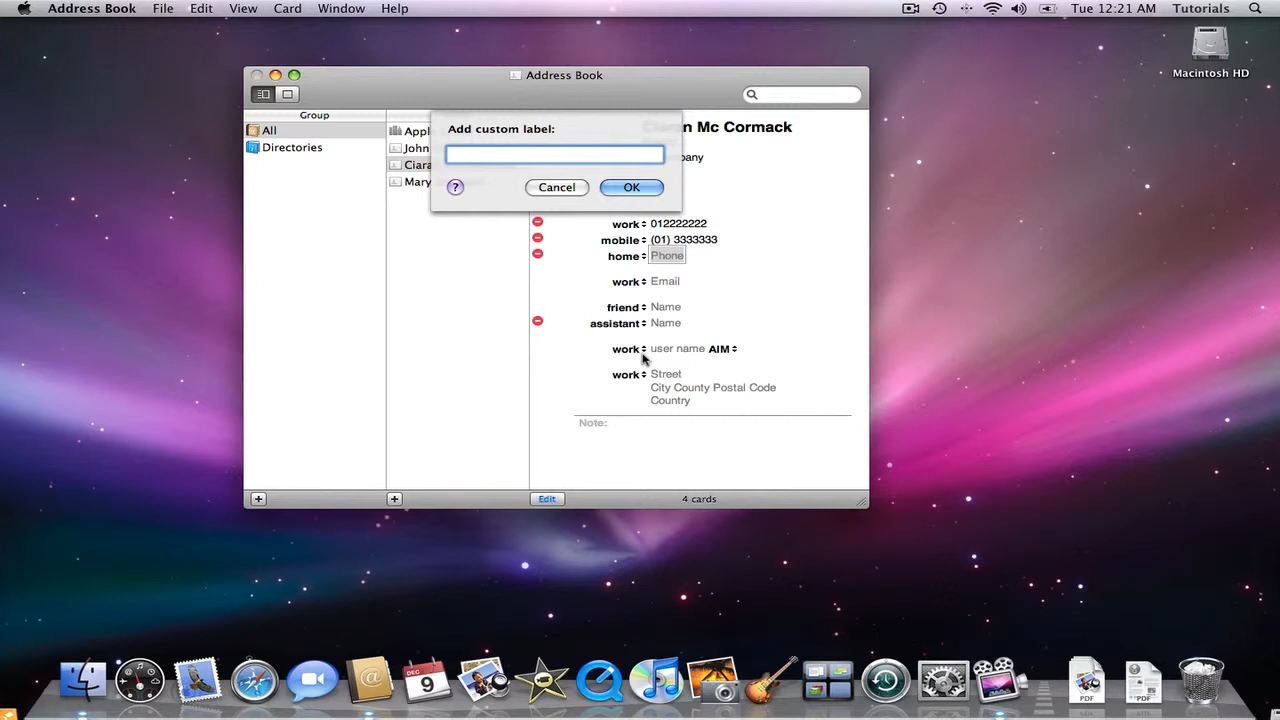 Address Book File Edit View Card Window Help Tue 12:21 AM Tutorials
Macintosh HD
Address Book
Group
All
Directories
Appl
John
Ciara
Mary
Add custom label:
? Cancel OK
n Mc Cormack
pany
work 012222222
mobile (01) 3333333
home Phone
work Email
friend Name
assistant Name
work user name AIM
work Street
City County Postal Code
Country
Note:
+ + Edit 4 cards
DEC
9
PDF
PDF